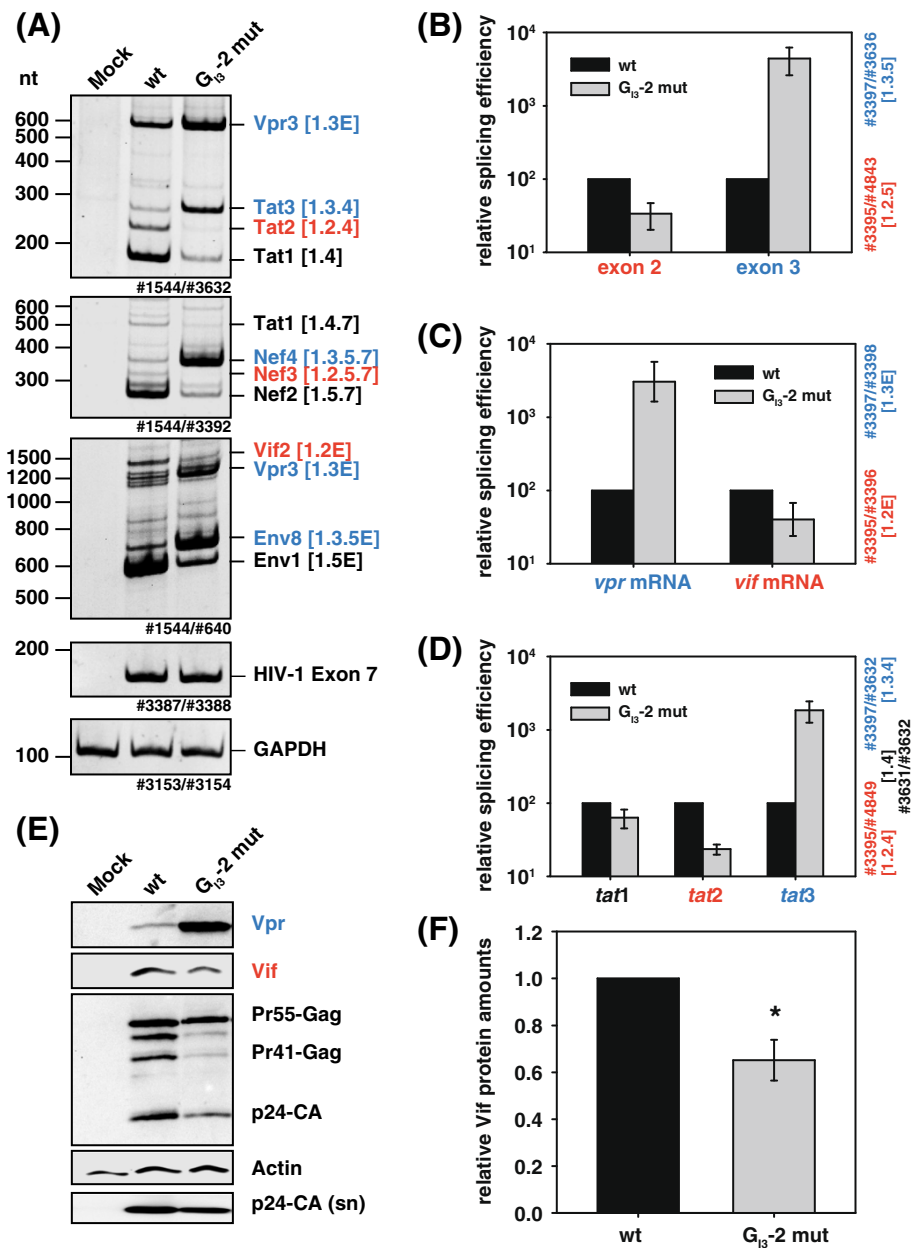 (A)
Mock
wt
G_I3-2 mut
nt
600
500
400
300
200
Vpr3 [1.3E]
Tat3 [1.3.4]
Tat2 [1.2.4]
Tat1 [1.4]
#1544/#3632
600
500
400
300
Tat1 [1.4.7]
Nef4 [1.3.5.7]
Nef3 [1.2.5.7]
Nef2 [1.5.7]
#1544/#3392
1500
1200
1000
800
600
500
Vif2 [1.2E]
Vpr3 [1.3E]
Env8 [1.3.5E]
Env1 [1.5E]
#1544/#640
200
HIV-1 Exon 7
#3387/#3388
100
GAPDH
#3153/#3154
(B)
relative splicing efficiency
10^4
10^3
10^2
10^1
wt
G_I3-2 mut
exon 2
exon 3
#3397/#3636
[1.3.5]
#3395/#4843
[1.2.5]
(C)
relative splicing efficiency
10^4
10^3
10^2
10^1
wt
G_I3-2 mut
vpr mRNA
vif mRNA
#3397/#3398
[1.3E]
#3395/#3396
[1.2E]
(D)
relative splicing efficiency
10^4
10^3
10^2
10^1
wt
G_I3-2 mut
tat1
tat2
tat3
#3397/#3632
[1.3.4]
[1.4]
#3631/#3632
#3395/#4849
[1.2.4]
(E)
Mock
wt
G_I3-2 mut
Vpr
Vif
Pr55-Gag
Pr41-Gag
p24-CA
Actin
p24-CA (sn)
(F)
relative Vif protein amounts
1.2
1.0
0.8
0.6
0.4
0.2
0.0
*
wt
G_I3-2 mut